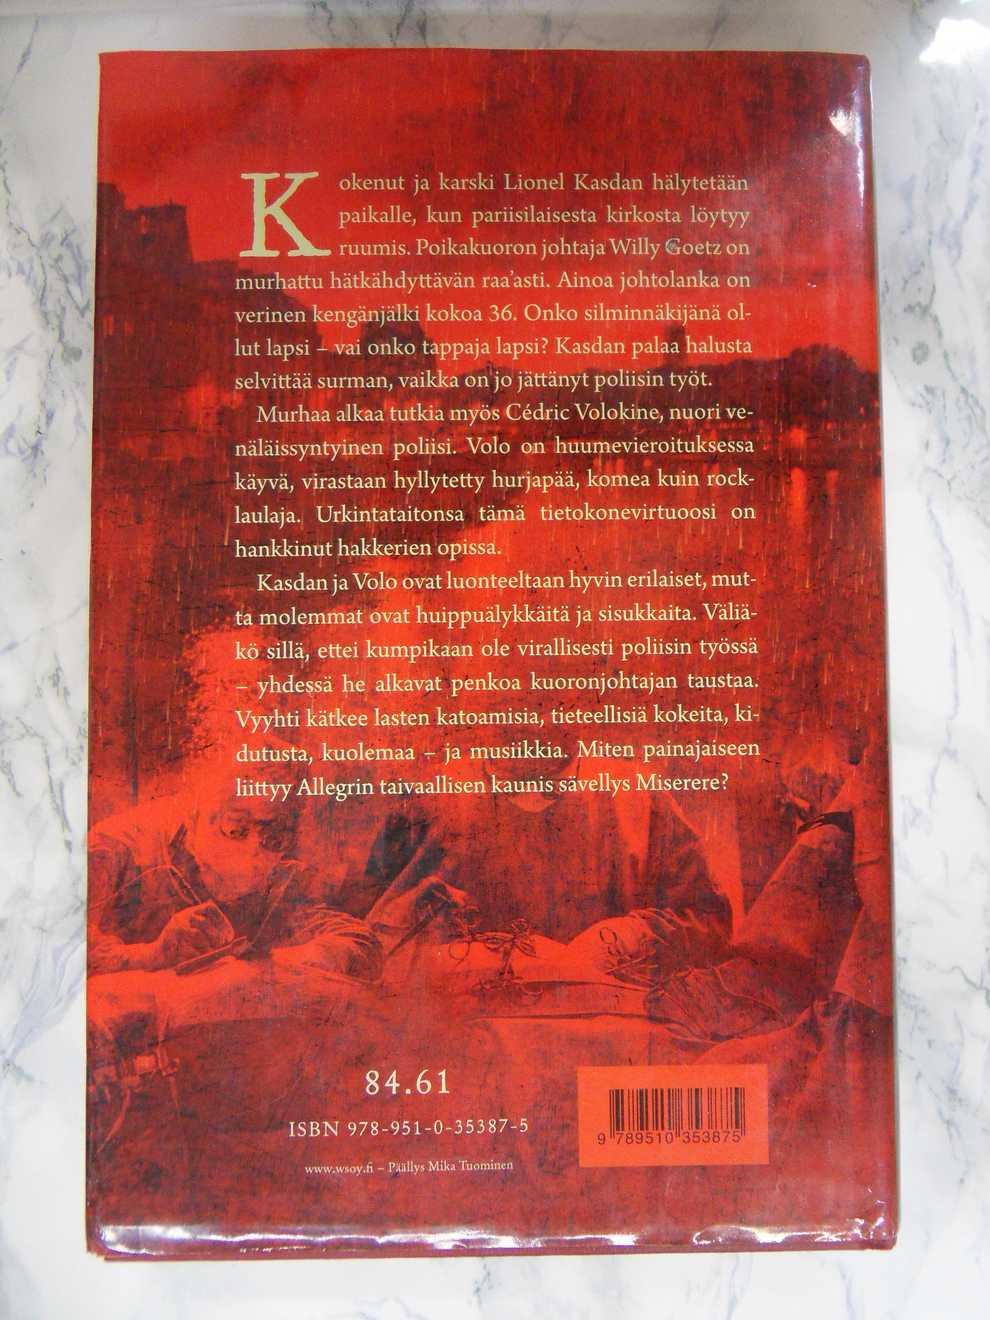 Kokenut ja karski Lionel Kasdan hälytetään
paikalle, kun pariisilaisesta kirkosta löytyy
ruumis. Poikakuoron johtaja Willy Goetz on
murhattu hätkähdyttävän raa'asti. Ainoa johtolanka on
verinen kengänjälki kokoa 36. Onko silminnäkijänä ol-
lut lapsi – vai onko tappaja lapsi? Kasdan palaa halusta
selvittää surman, vaikka on jo jättänyt poliisin työt.
Murhaa alkaa tutkia myös Cédric Volokine, nuori ve-
näläissyntyinen poliisi. Volo on huumevieroituksessa
käyvä, virastaan hyllytetty hurjapää, komea kuin rock-
laulaja. Urkintataitonsa tämä tietokonevirtuoosi on
hankkinut hakkerien opissa.
Kasdan ja Volo ovat luonteeltaan hyvin erilaiset, mut-
ta molemmat ovat huippuälykkäitä ja sisukkaita. Väliä-
kö sillä, ettei kumpikaan ole virallisesti poliisin työssä
– yhdessä he alkavat penkoa kuoronjohtajan taustaa.
Vyyhti kätkee lasten katoamisia, tieteellisiä kokeita, ki-
dutusta, kuolemaa – ja musiikkia. Miten painajaiseen
liittyy Allegrin taivaallisen kaunis sävellys Miserere?
84.61
ISBN 978-951-0-35387-5
www.wsoy.fi – Päällys Mika Tuominen
9 789510 353875